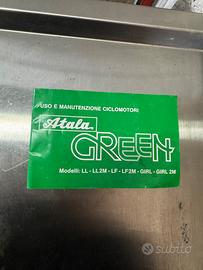 USO E MANUTENZIONE CICLOMOTORI
Atala
GREEN
Modelli: LL - LL2M - LF - LF2M - GIRL - GIRL 2M
subito